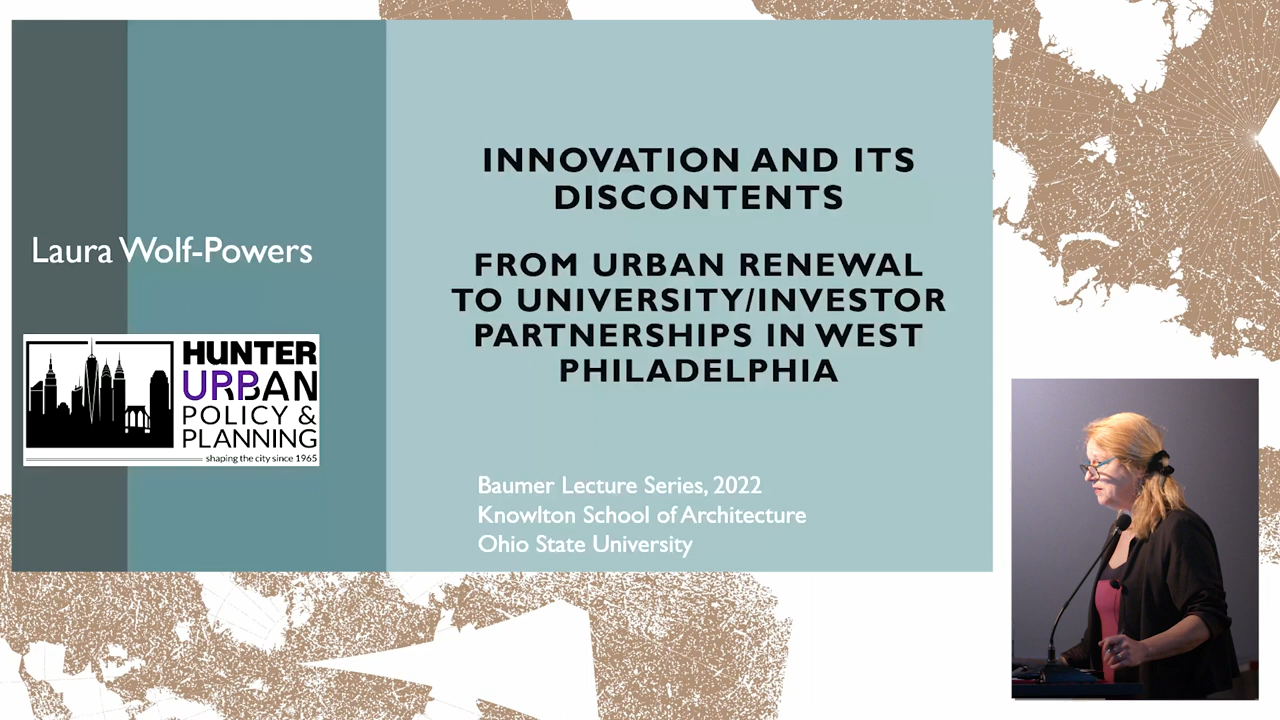 Laura Wolf-Powers
HUNTER
URBAN
POLICY &
PLANNING
shaping the city since 1965
INNOVATION AND ITS
DISCONTENTS
FROM URBAN RENEWAL
TO UNIVERSITY/INVESTOR
PARTNERSHIPS IN WEST
PHILADELPHIA
Baumer Lecture Series, 2022
Knowlton School of Architecture
Ohio State University